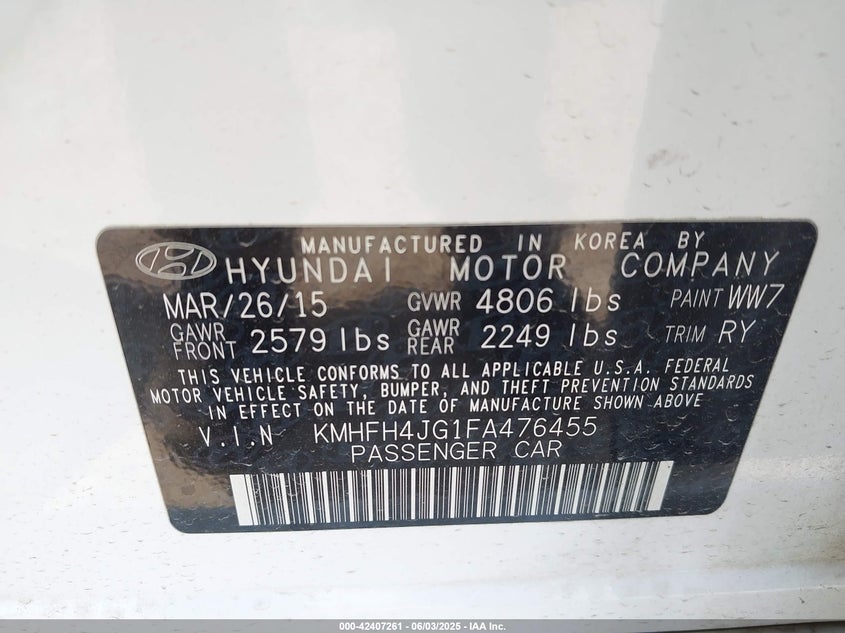 MANUFACTURED IN KOREA BY
HYUNDAI MOTOR COMPANY
MAR/26/15 GVWR 4806 lbs PAINT WW7
GAWR FRONT 2579 lbs GAWR REAR 2249 lbs TRIM RY
THIS VEHICLE CONFORMS TO ALL APPLICABLE U.S.A. FEDERAL
MOTOR VEHICLE SAFETY, BUMPER, AND THEFT PREVENTION STANDARDS
IN EFFECT ON THE DATE OF MANUFACTURE SHOWN ABOVE
V.I.N KMHFH4JG1FA476455
PASSENGER CAR
000-42407261 - 06/03/2025 - IAA Inc.